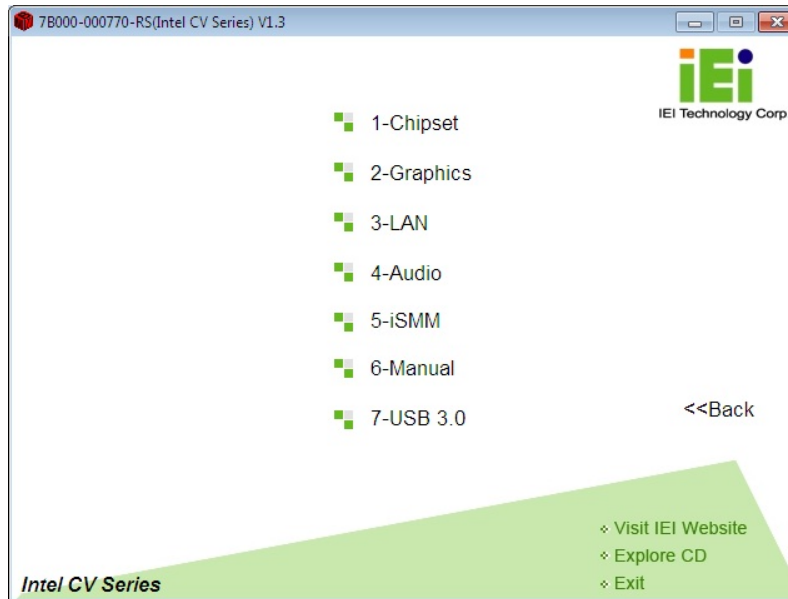 7B000-000770-RS(Intel CV Series) V1.3
iEi
IEI Technology Corp
1-Chipset
2-Graphics
3-LAN
4-Audio
5-iSMM
6-Manual
7-USB 3.0
<<Back
Visit IEI Website
Explore CD
Exit
Intel CV Series